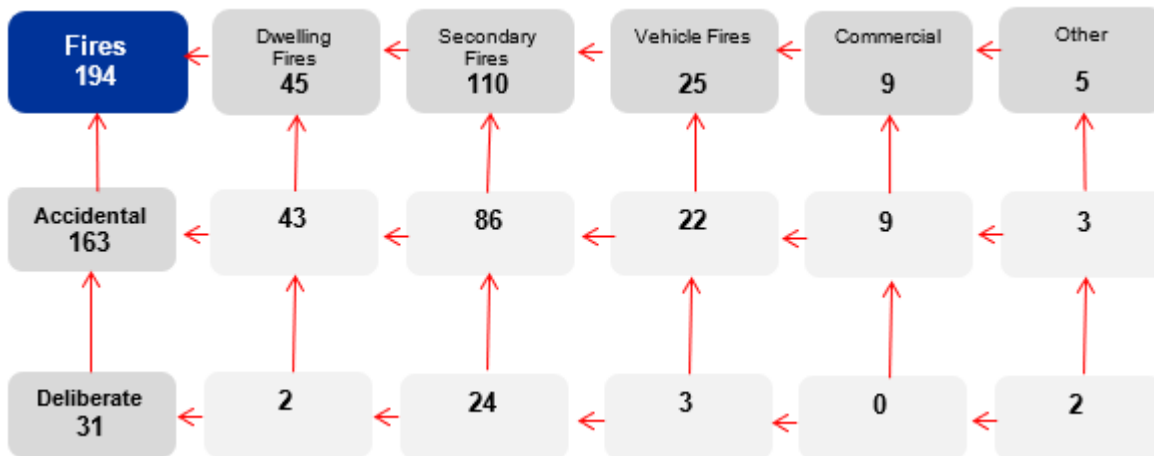 Fires
194
Dwelling
Fires
45
Secondary
Fires
110
Vehicle Fires
25
Commercial
9
Other
5
Accidental
163
43
86
22
9
3
Deliberate
31
2
24
3
0
2